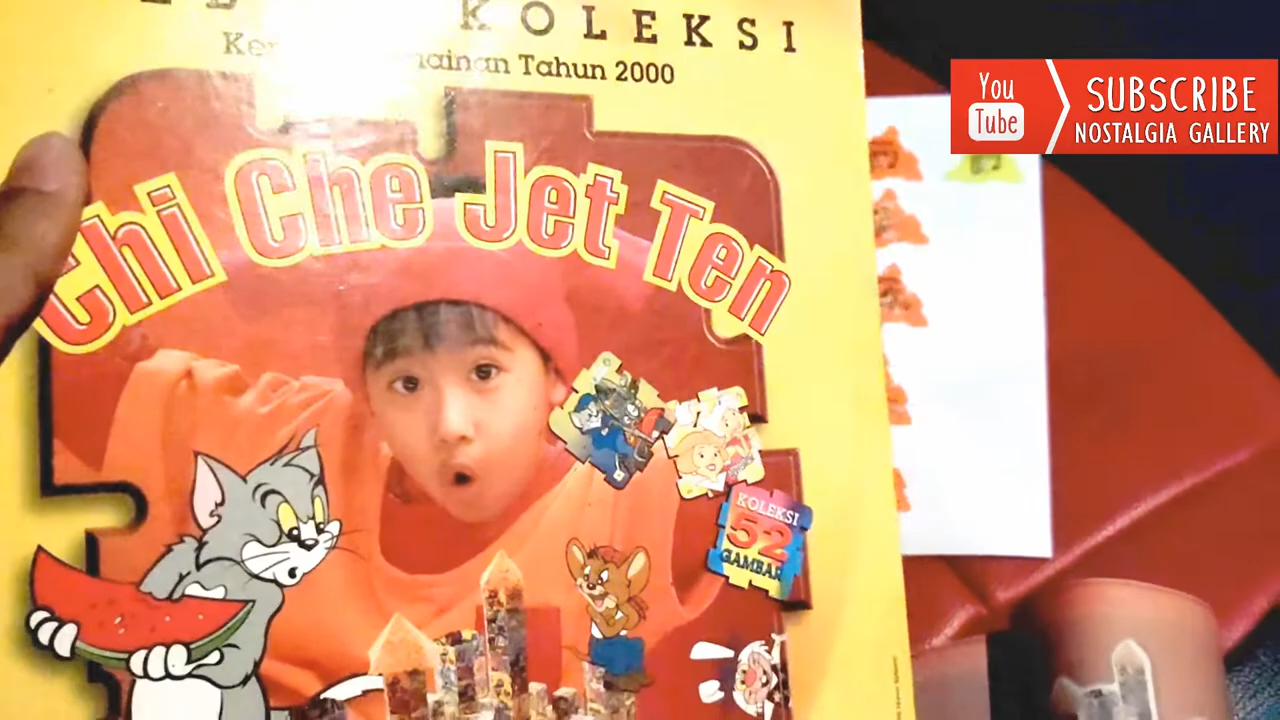 KOLEKSI
Tahun 2000
Chi Che Jet Ten
KOLEKSI
52
GAMBAR
You
Tube
SUBSCRIBE
NOSTALGIA GALLERY